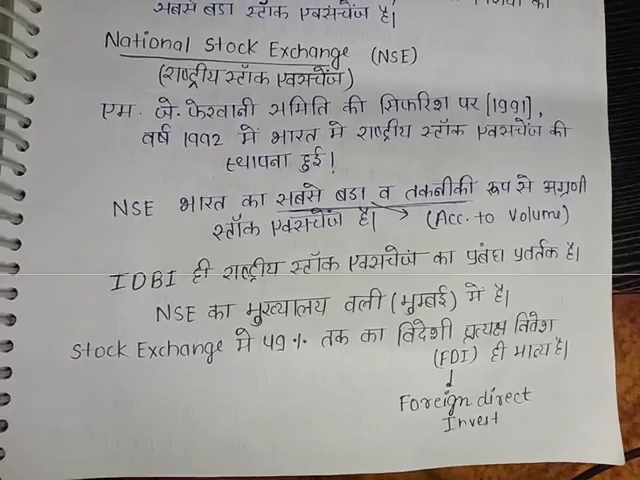 सबसे बडा स्टॉक एक्सचेंज है।
National Stock Exchange (NSE)
(राष्ट्रीय स्टॉक एक्सचेंज)
एम. जे. फेरवानी समिति की सिफरिश पर [1991],
वर्ष 1992 में भारत मे राष्ट्रीय स्टॉक एक्सचेंज की
स्थापना हुई।
NSE भारत का सबसे बडा व तकनीकी रूप से अग्रणी
स्टॉक एक्सचेंज है। → (Acc. to Volume)
IDBI ही राष्ट्रीय स्टॉक एक्सचेंज का प्रबंध प्रवर्तक है।
NSE का मुख्यालय वर्ली (मुम्बई) में है।
Stock Exchange मे 49% तक का विदेशी प्रत्यक्ष निवेश
(FDI) ही मान्य है।
↓
Foreign direct
Invest